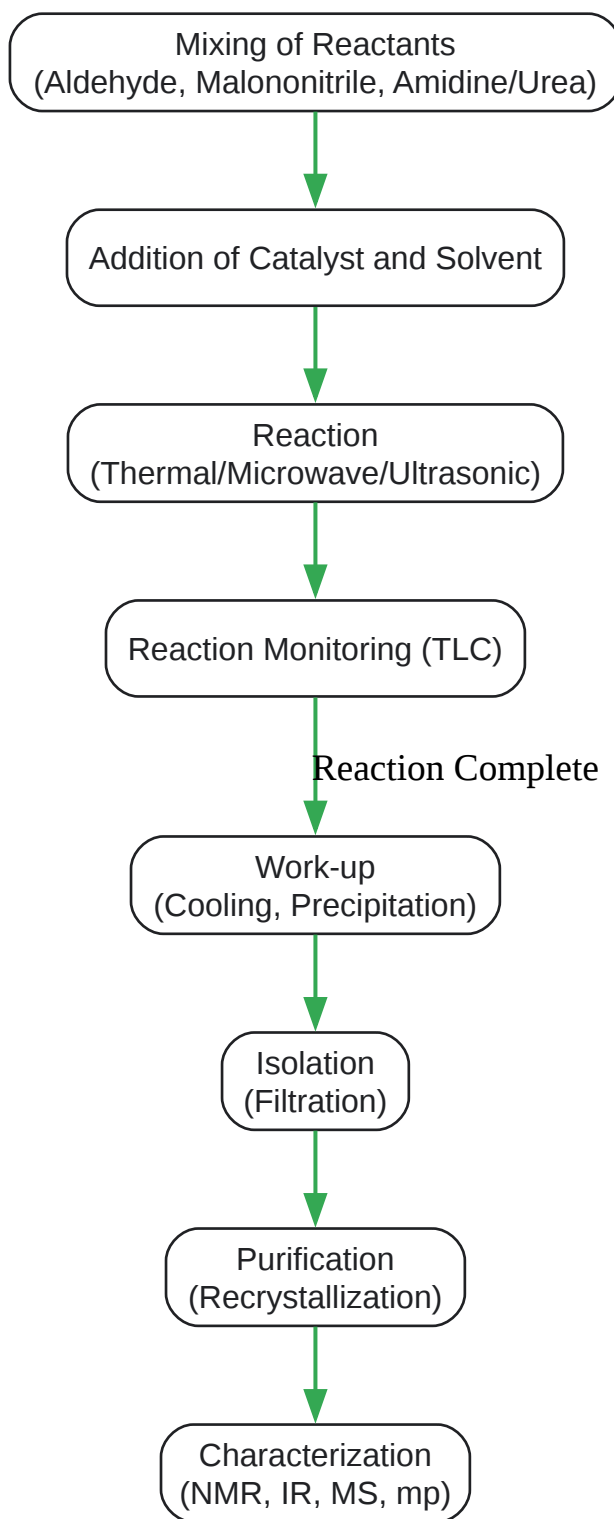 Mixing of Reactants
(Aldehyde, Malononitrile, Amidine/Urea)
Addition of Catalyst and Solvent
Reaction
(Thermal/Microwave/Ultrasonic)
Reaction Monitoring (TLC)
Reaction Complete
Work-up
(Cooling, Precipitation)
Isolation
(Filtration)
Purification
(Recrystallization)
Characterization
(NMR, IR, MS, mp)